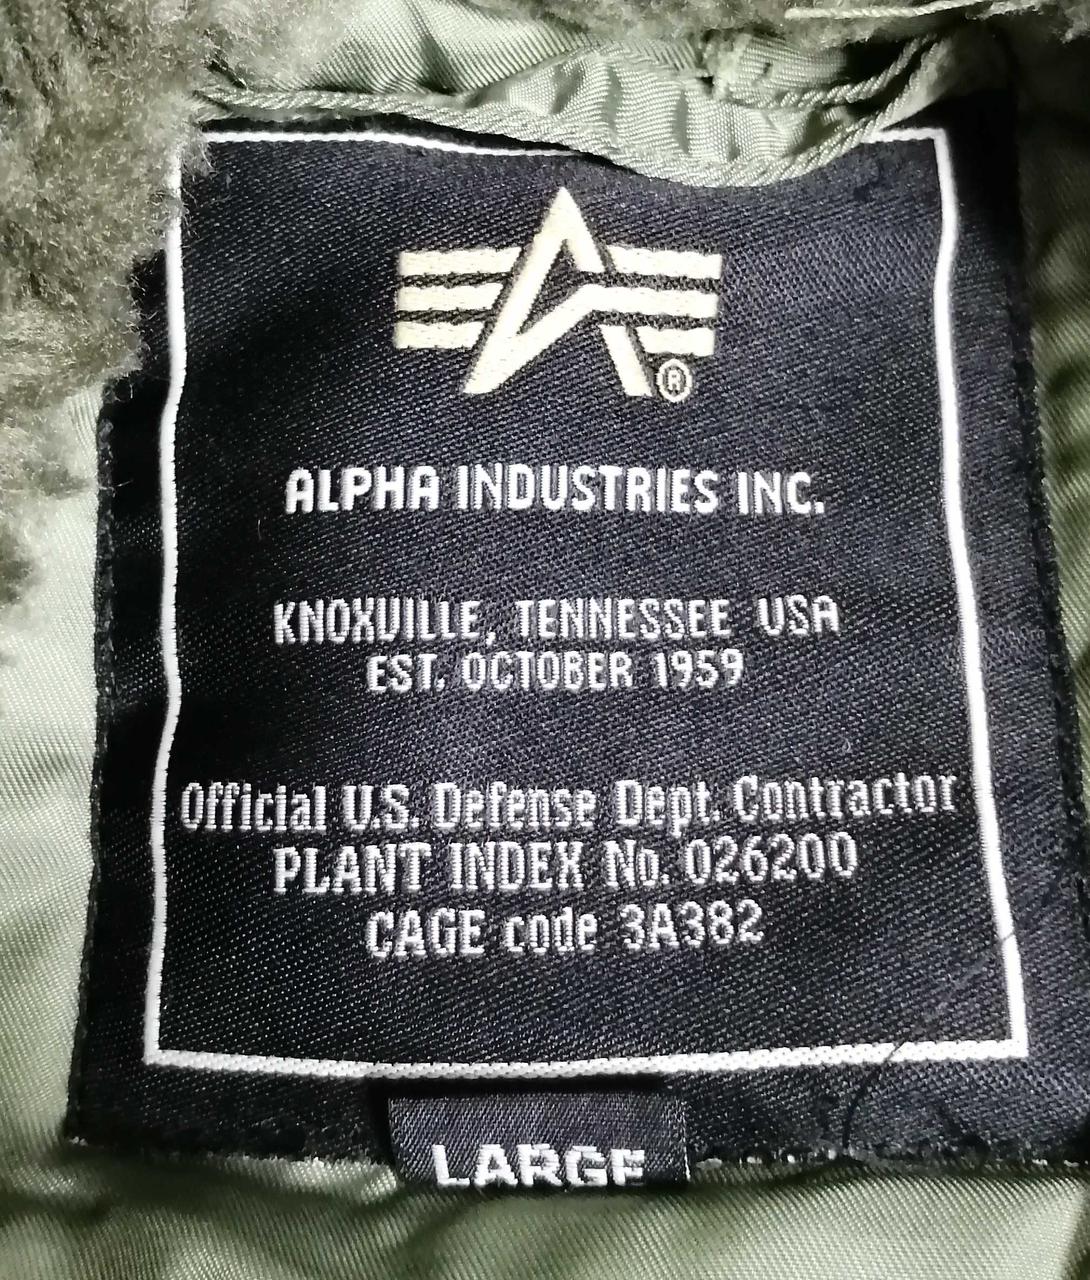 ®
ALPHA INDUSTRIES INC.
KNOXVILLE, TENNESSEE USA
EST. OCTOBER 1959
Official U.S. Defense Dept. Contractor
PLANT INDEX No. 026200
CAGE code 3A382
LARGE